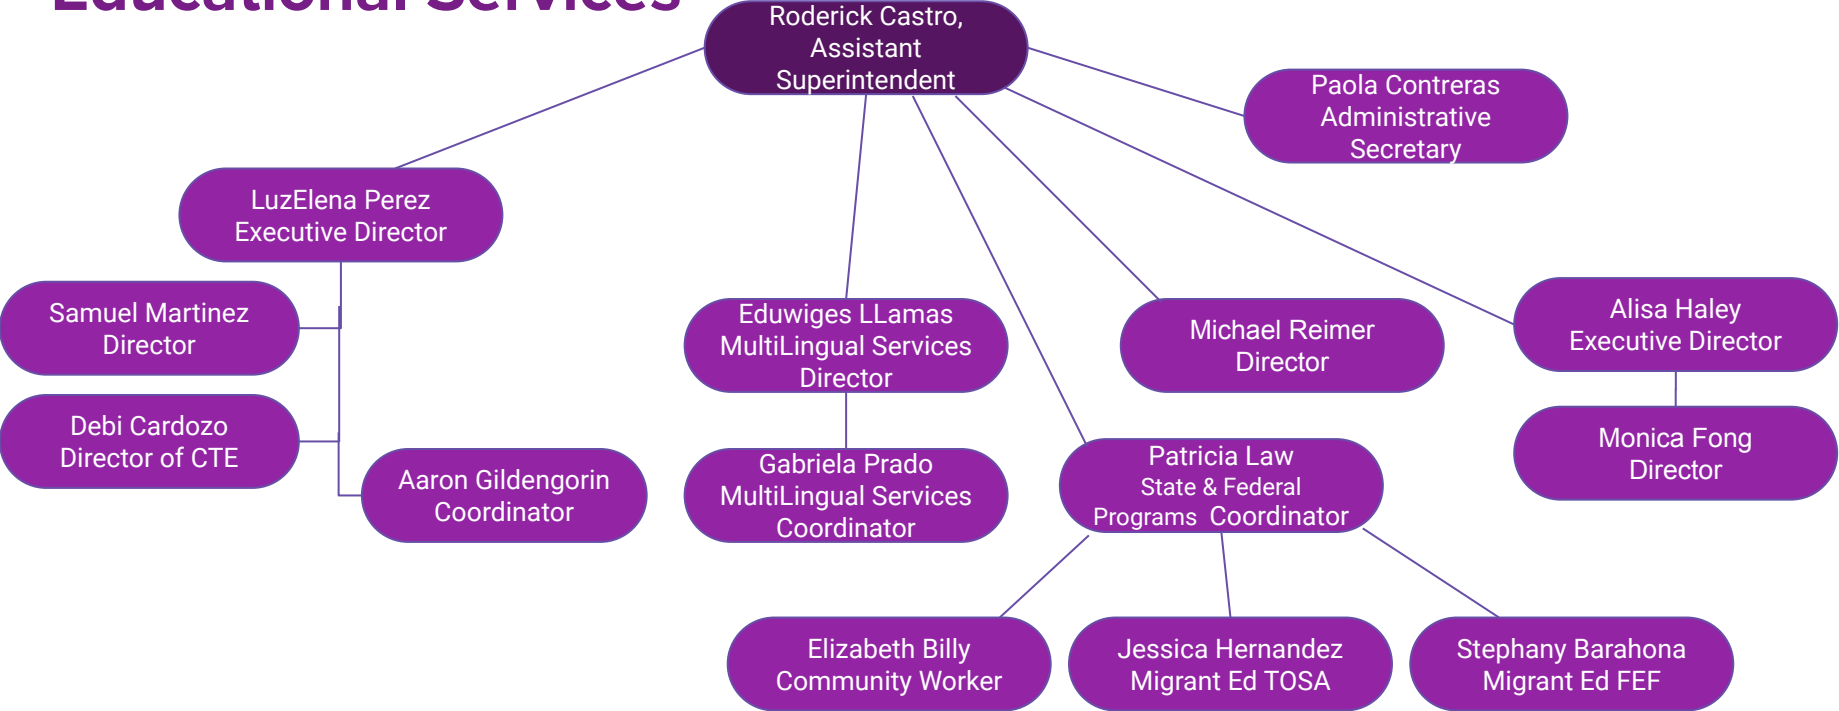 Educational Services
Roderick Castro,
Assistant
Superintendent
Paola Contreras
Administrative
Secretary
LuzElena Perez
Executive Director
Samuel Martinez
Director
Debi Cardozo
Director of CTE
Aaron Gildengorin
Coordinator
Eduwiges LLamas
MultiLingual Services
Director
Gabriela Prado
MultiLingual Services
Coordinator
Michael Reimer
Director
Patricia Law
State & Federal
Programs Coordinator
Alisa Haley
Executive Director
Monica Fong
Director
Elizabeth Billy
Community Worker
Jessica Hernandez
Migrant Ed TOSA
Stephany Barahona
Migrant Ed FEF